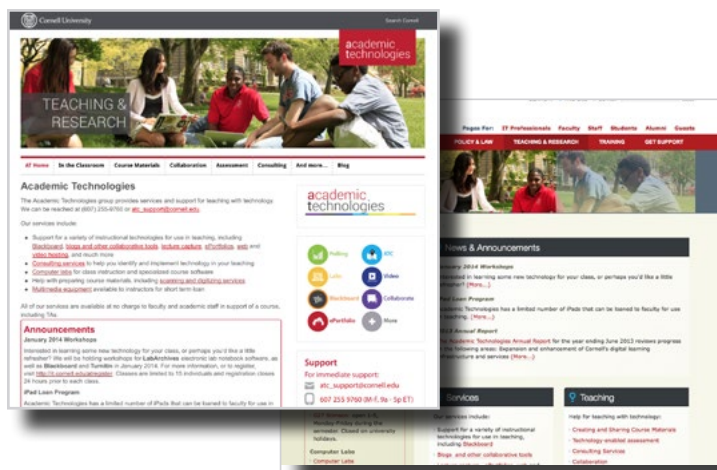 Cornell University
Search Cornell
academic
technologies
TEACHING &
RESEARCH
AT Home In the Classroom Course Materials Collaboration Assessment Consulting And more... Blog
Academic Technologies
The Academic Technologies group provides services and support for teaching with technology.
We can be reached at (607) 255-9760 or atc_support@cornell.edu.
Our services include:
Support for a variety of instructional technologies for use in teaching, including
Blackboard, blogs and other collaborative tools, lecture capture, ePortfolios, web and
video hosting, and much more
Consulting services to help you identify and implement technology in your teaching
Computer labs for class instruction and specialized course software
Help with preparing course materials, including scanning and digitizing services
Multimedia equipment available to instructors for short term loan
All of our services are available at no charge to faculty and academic staff in support of a course,
including TAs.
Announcements
January 2014 Workshops
Interested in learning some new technology for your class, or perhaps you'd like a little
refresher? We will be holding workshops for LabArchives electronic lab notebook software, as
well as Blackboard and Turnitin in January 2014. For more information, or to register,
visit http://it.cornell.edu/atregister. Classes are limited to 15 individuals and registration closes
24 hours prior to each class.
iPad Loan Program
Academic Technologies has a limited number of iPads that can be loaned to faculty for use in
academic
technologies
Polling
ATC
Labs
Video
Blackboard
Collaborate
ePortfolio
More
Support
For immediate support:
atc_support@cornell.edu
607 255 9760 (M-f, 9a - 5p ET)
Pages For: IT Professionals Faculty Staff Students Alumni Guests
POLICY & LAW TEACHING & RESEARCH TRAINING GET SUPPORT
News & Announcements
January 2014 Workshops
Interested in learning some new technology for your class, or perhaps you'd like a little
refresher? [More...]
iPad Loan Program
Academic Technologies has a limited number of iPads that can be loaned to faculty for use
in teaching. [More...]
2013 Annual Report
The Academic Technologies Annual Report for the year ending June 2013 reviews progress
in the following areas: Expansion and enhancement of Cornell's digital learning
infrastructure and services [More...]
Monday-Friday during the
semester. Closed on university
holidays.
Computer Labs
Computer Labs
Services
Our services include:
Support for a variety of instructional
technologies for use in teaching,
including Blackboard
Blogs and other collaborative tools
Teaching
Help for teaching with technology:
Creating and Sharing Course Materials
Technology-enabled assessment
Consulting Services
Collaboration